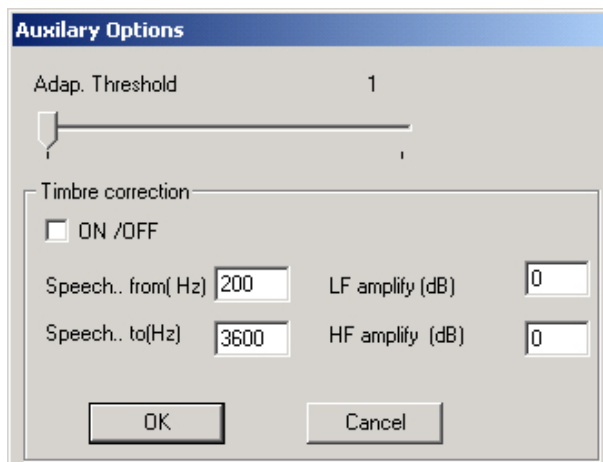 Auxilary Options
Adap. Threshold 1
Timbre correction
ON /OFF
Speech.. from( Hz) 200 LF amplify (dB) 0
Speech.. to(Hz) 3600 HF amplify (dB) 0
OK Cancel